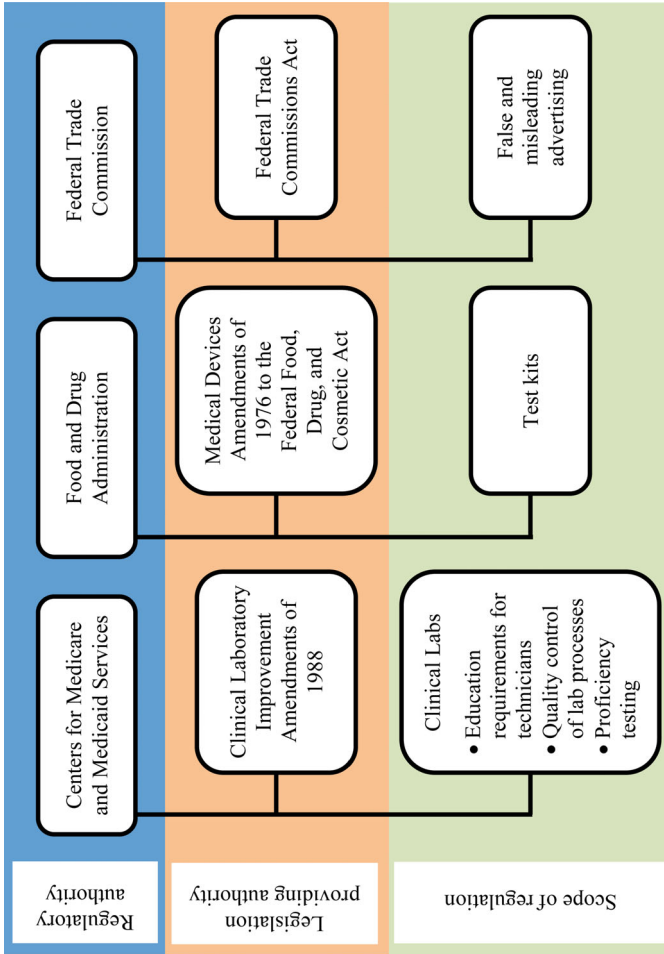 Regulatory
authority
Centers for Medicare
and Medicaid Services
Food and Drug
Administration
Federal Trade
Commission
Legislation
providing authority
Clinical Laboratory
Improvement
Amendments of
1988
Medical Devices
Amendments of
1976 to the
Federal Food,
Drug, and
Cosmetic Act
Federal Trade
Commissions Act
Scope of regulation
Clinical Labs
• Education
requirements for
technicians
• Quality control
of lab processes
• Proficiency
testing
Test kits
False and
misleading
advertising